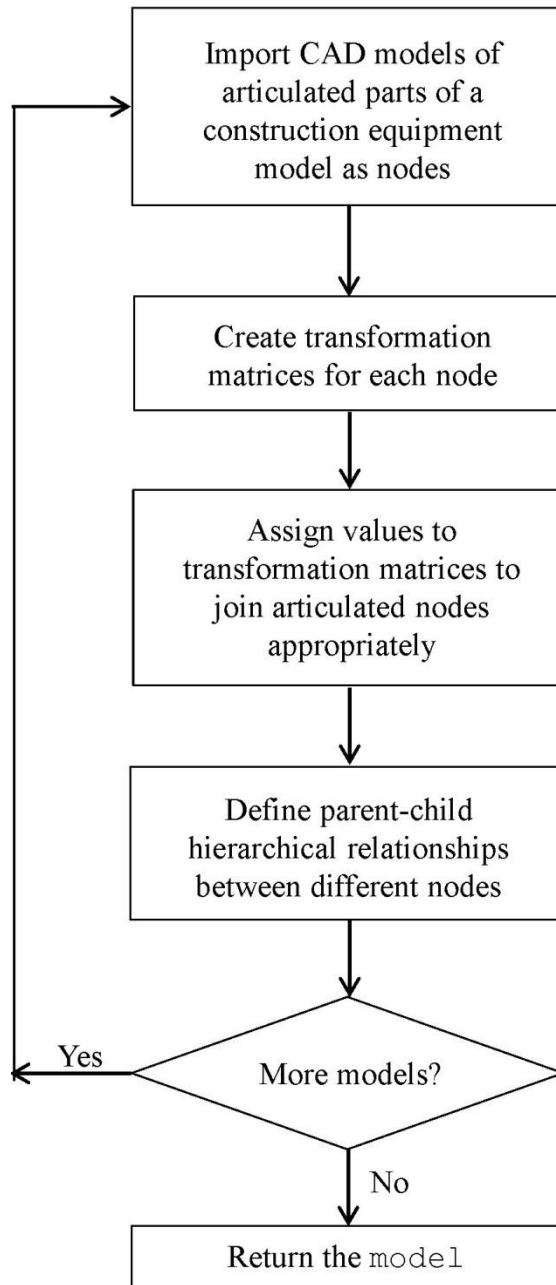 Import CAD models of
articulated parts of a
construction equipment
model as nodes
Create transformation
matrices for each node
Assign values to
transformation matrices to
join articulated nodes
appropriately
Define parent-child
hierarchical relationships
between different nodes
Yes
More models?
No
Return the model